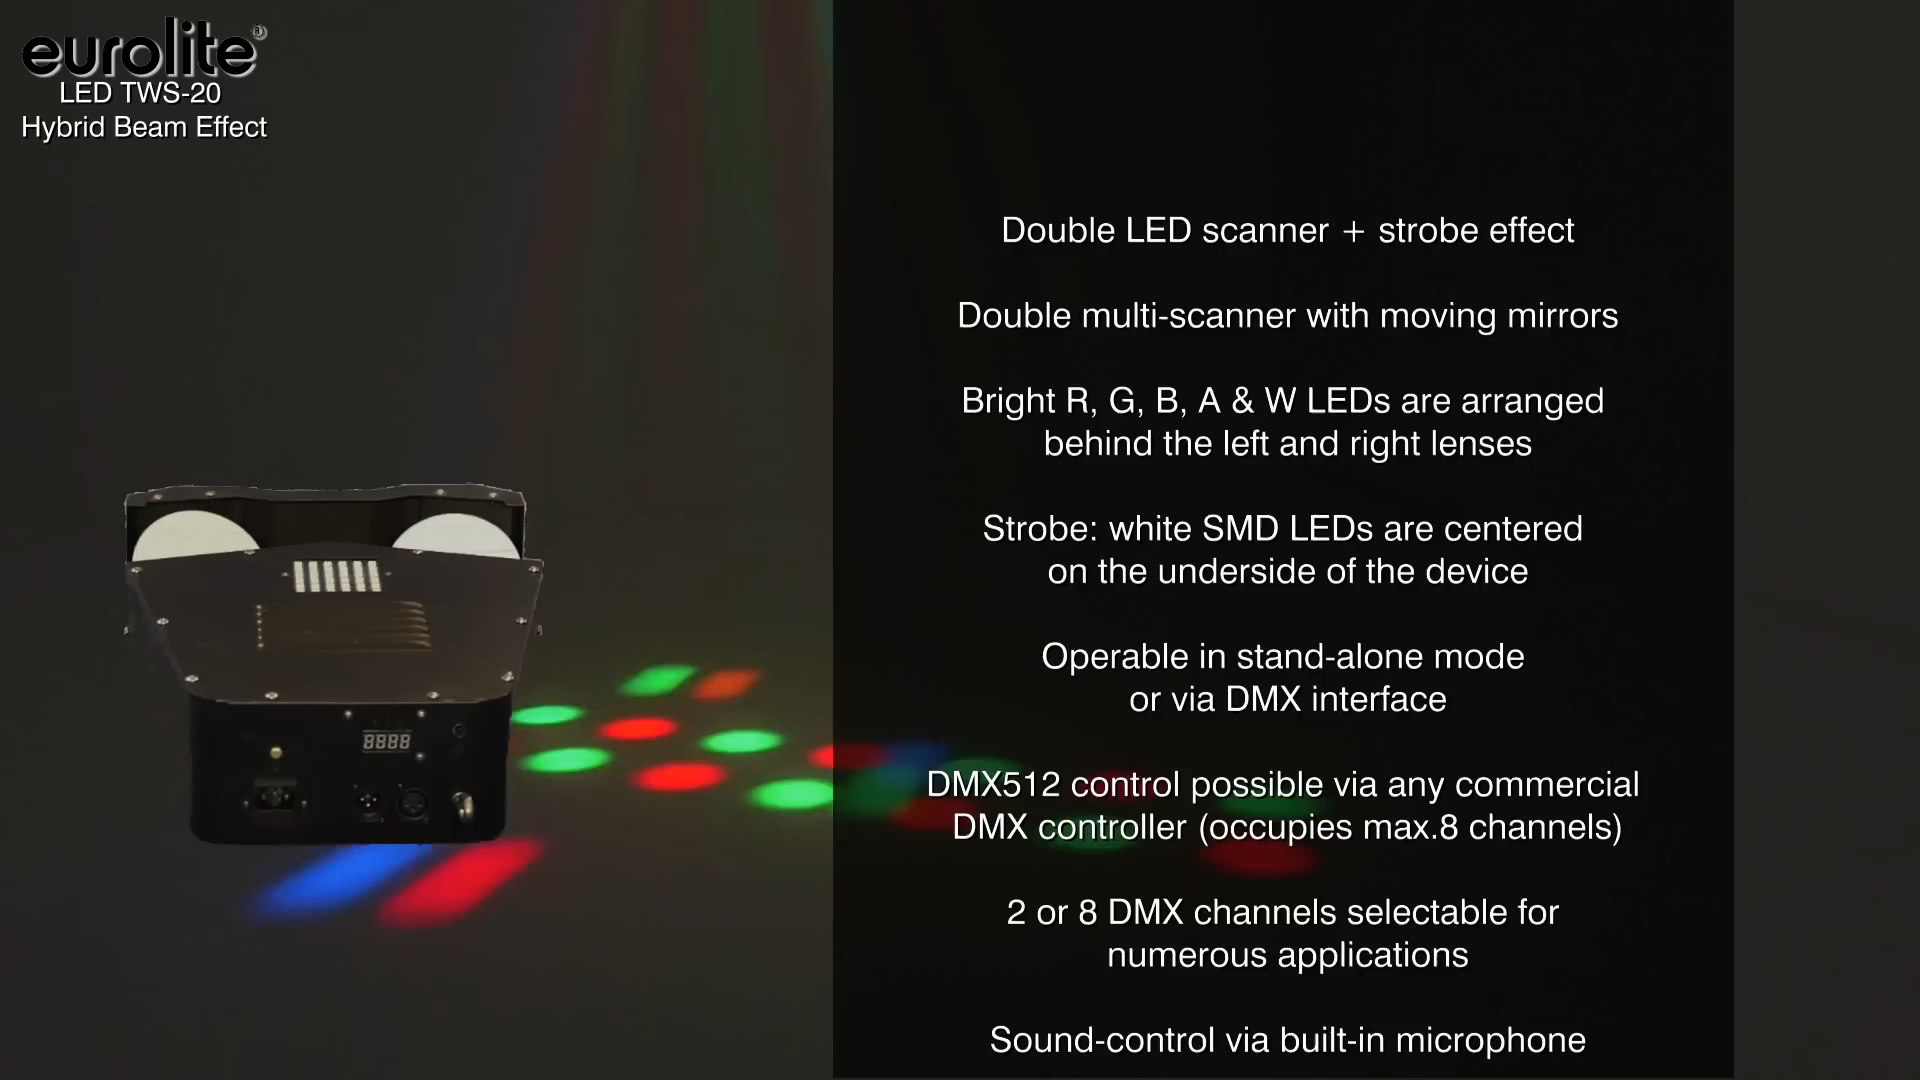 eurolite®
LED TWS-20
Hybrid Beam Effect
Double LED scanner + strobe effect
Double multi-scanner with moving mirrors
Bright R, G, B, A & W LEDs are arranged
behind the left and right lenses
Strobe: white SMD LEDs are centered
on the underside of the device
Operable in stand-alone mode
or via DMX interface
DMX512 control possible via any commercial
DMX controller (occupies max.8 channels)
2 or 8 DMX channels selectable for
numerous applications
Sound-control via built-in microphone
8888